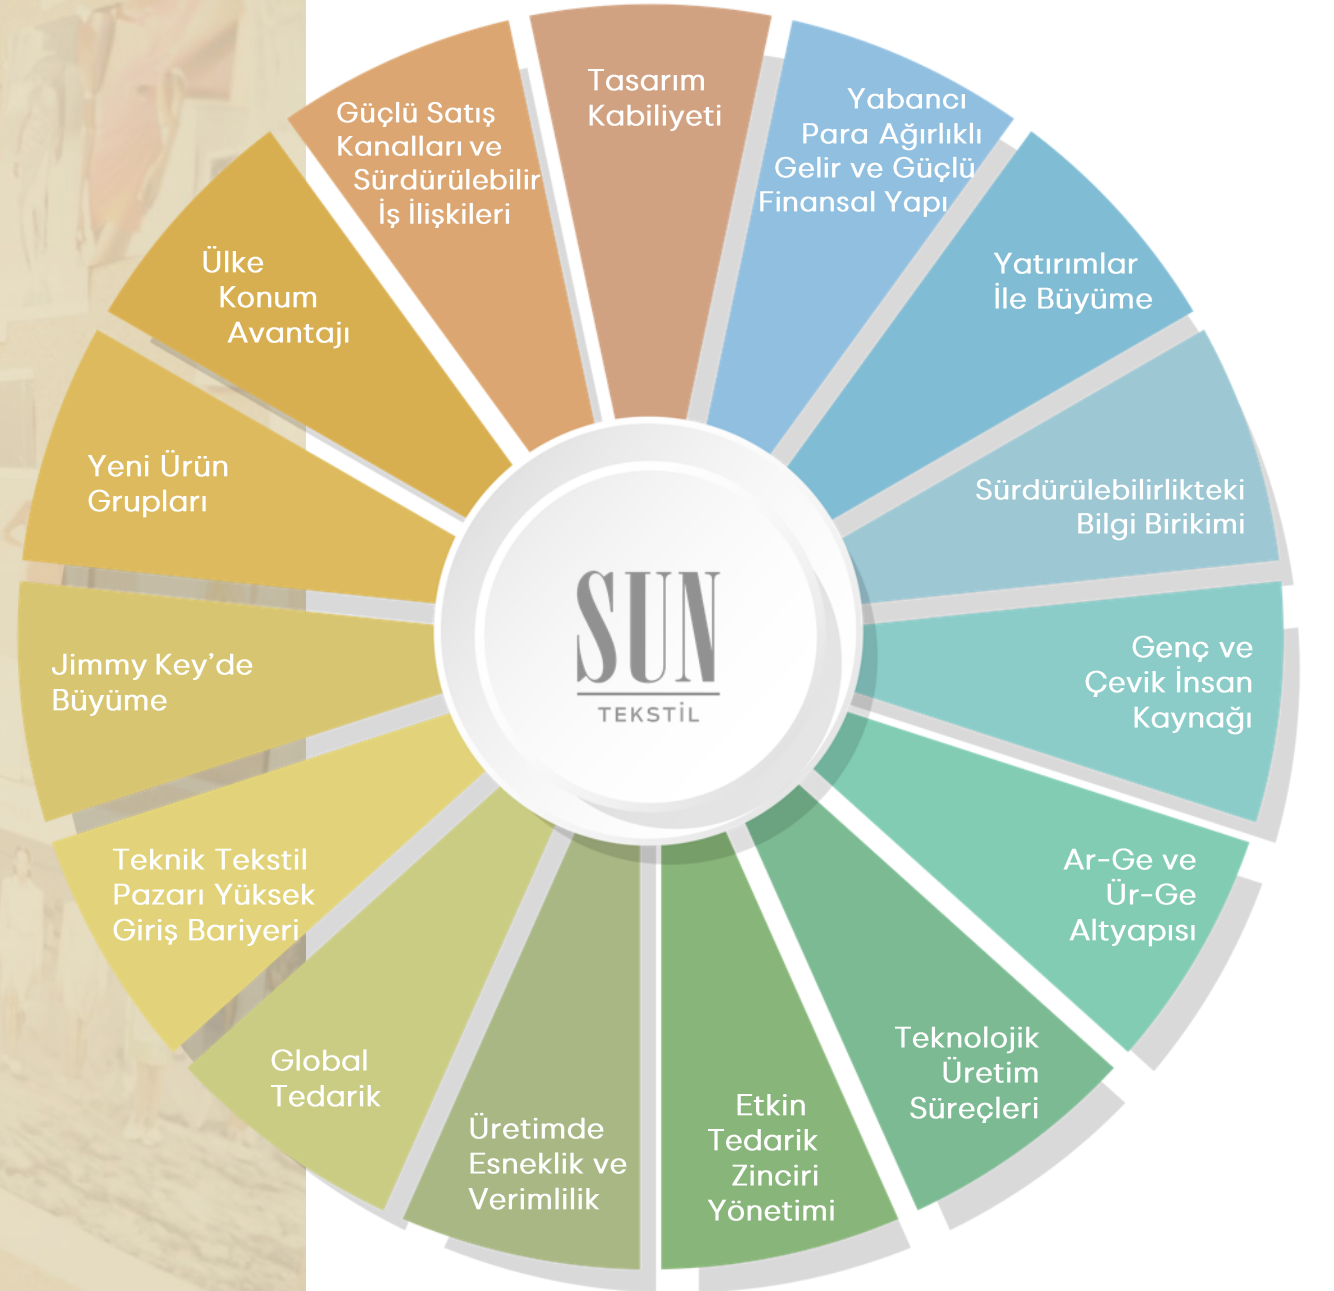 Tasarım
Kabiliyeti
Yabancı
Para Ağırlıklı
Gelir ve Güçlü
Finansal Yapı
Yatırımlar
İle Büyüme
Sürdürülebilirlikteki
Bilgi Birikimi
Genç ve
Çevik İnsan
Kaynağı
Ar-Ge ve
Ür-Ge
Altyapısı
Teknolojik
Üretim
Süreçleri
Etkin
Tedarik
Zinciri
Yönetimi
Üretimde
Esneklik ve
Verimlilik
Global
Tedarik
Teknik Tekstil
Pazarı Yüksek
Giriş Bariyeri
Jimmy Key’de
Büyüme
Yeni Ürün
Grupları
Ülke
Konum
Avantajı
Güçlü Satış
Kanalları ve
Sürdürülebilir
İş İlişkileri
SUN
TEKSTİL